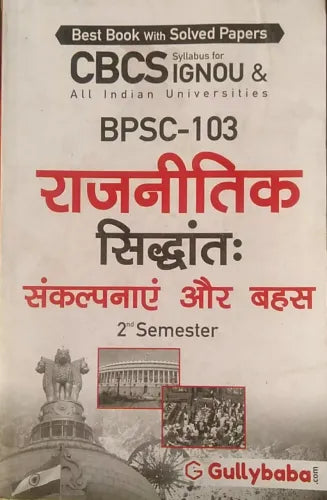 Best Book With Solved Papers
CBCS Syllabus for IGNOU &
All Indian Universities
BPSC-103
राजनीतिक
सिद्धांतः
संकल्पनाएं और बहस
2nd Semester
Gullybaba.com